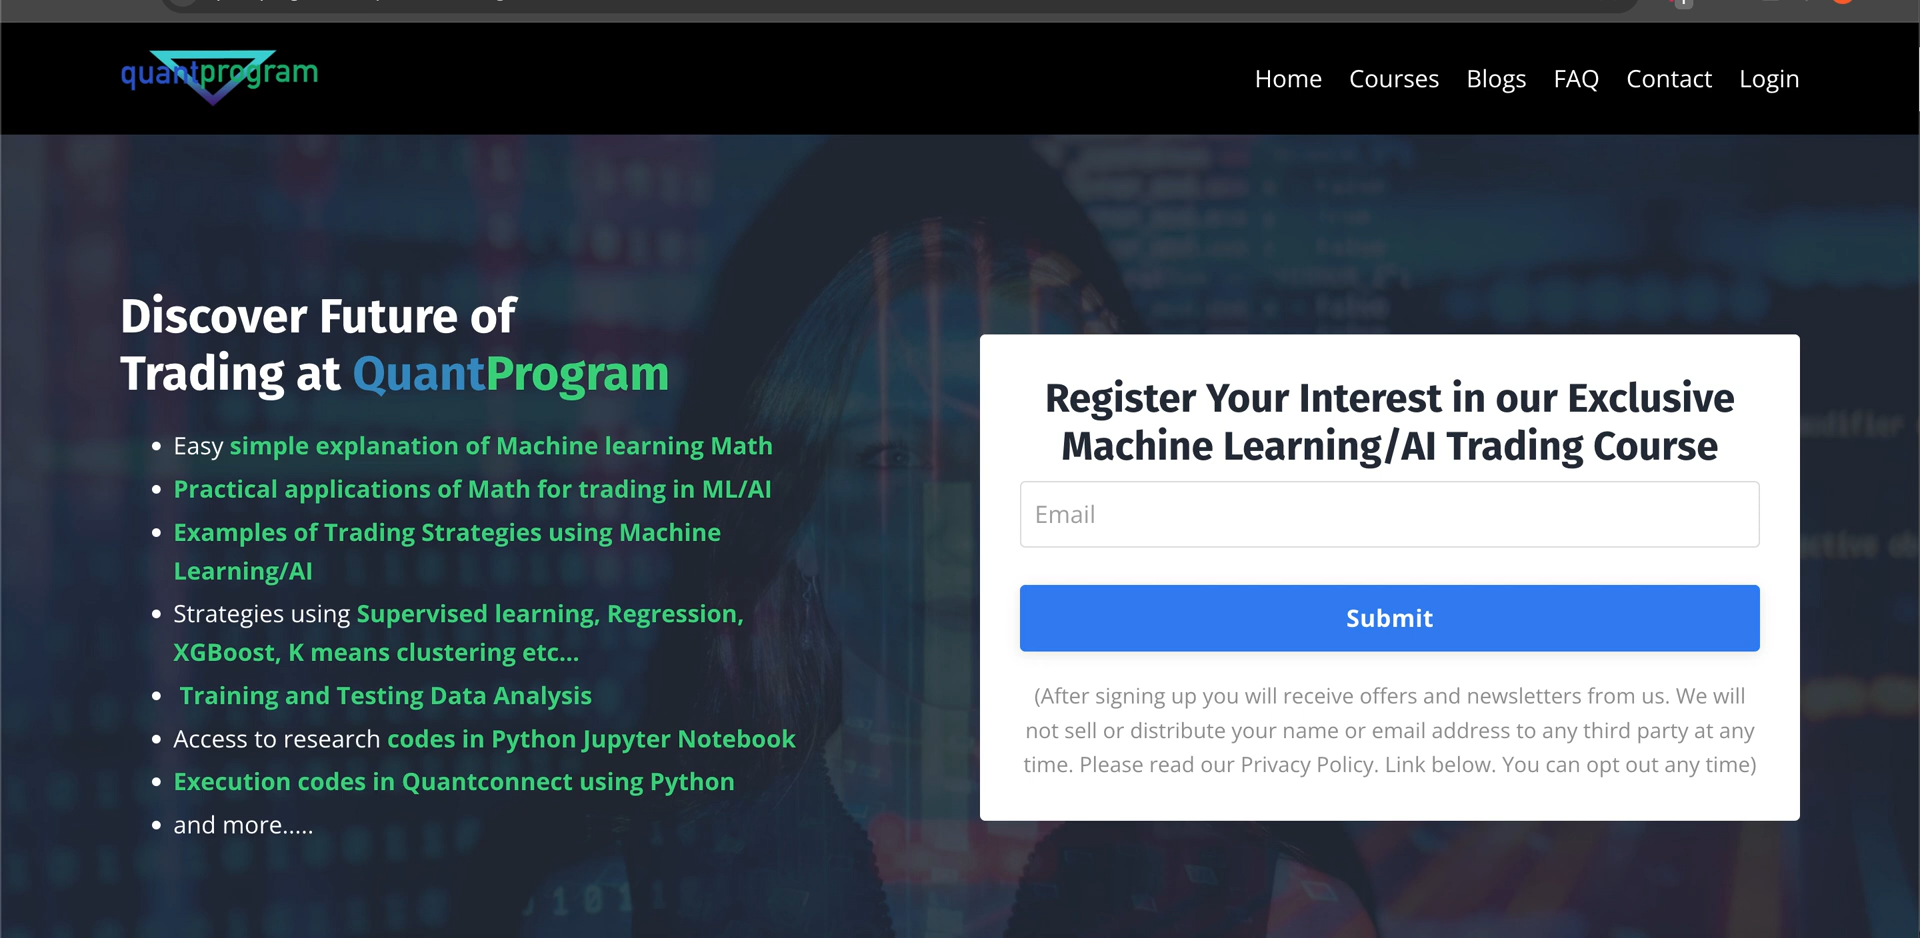 quantprogram
Home Courses Blogs FAQ Contact Login
Discover Future of
Trading at QuantProgram
Easy simple explanation of Machine learning Math
Practical applications of Math for trading in ML/AI
Examples of Trading Strategies using Machine
Learning/AI
Strategies using Supervised learning, Regression,
XGBoost, K means clustering etc...
Training and Testing Data Analysis
Access to research codes in Python Jupyter Notebook
Execution codes in Quantconnect using Python
and more.....
Register Your Interest in our Exclusive
Machine Learning/AI Trading Course
Email
Submit
(After signing up you will receive offers and newsletters from us. We will
not sell or distribute your name or email address to any third party at any
time. Please read our Privacy Policy. Link below. You can opt out any time)